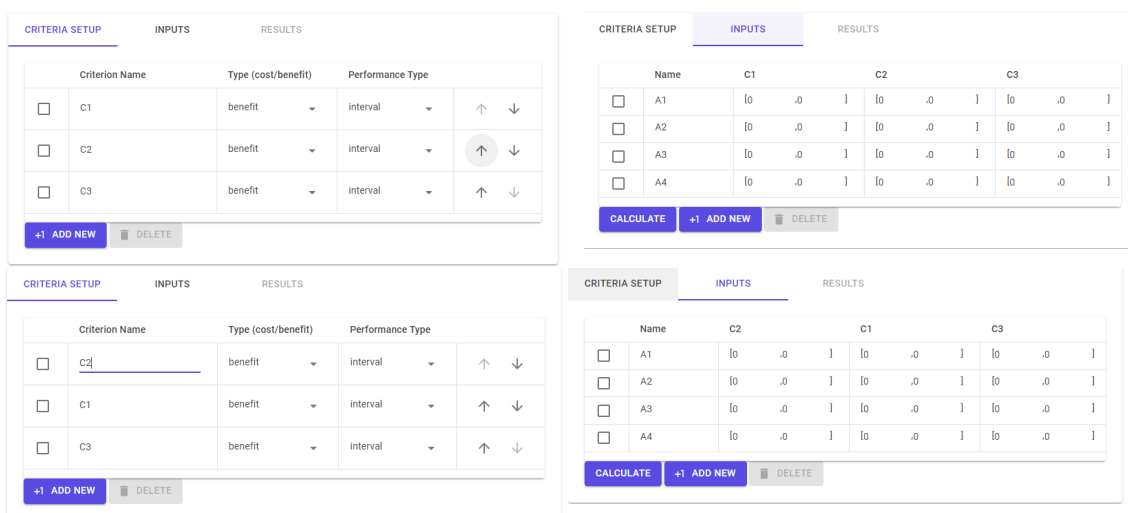 CRITERIA SETUP INPUTS RESULTS
Criterion Name Type (cost/benefit) Performance Type
C1 benefit interval
C2 benefit interval
C3 benefit interval
+1 ADD NEW DELETE
CRITERIA SETUP INPUTS RESULTS
Name C1 C2 C3
A1 [0 ,0 ] [0 ,0 ] [0 ,0 ]
A2 [0 ,0 ] [0 ,0 ] [0 ,0 ]
A3 [0 ,0 ] [0 ,0 ] [0 ,0 ]
A4 [0 ,0 ] [0 ,0 ] [0 ,0 ]
CALCULATE +1 ADD NEW DELETE
CRITERIA SETUP INPUTS RESULTS
Criterion Name Type (cost/benefit) Performance Type
C2 benefit interval
C1 benefit interval
C3 benefit interval
+1 ADD NEW DELETE
CRITERIA SETUP INPUTS RESULTS
Name C2 C1 C3
A1 [0 ,0 ] [0 ,0 ] [0 ,0 ]
A2 [0 ,0 ] [0 ,0 ] [0 ,0 ]
A3 [0 ,0 ] [0 ,0 ] [0 ,0 ]
A4 [0 ,0 ] [0 ,0 ] [0 ,0 ]
CALCULATE +1 ADD NEW DELETE